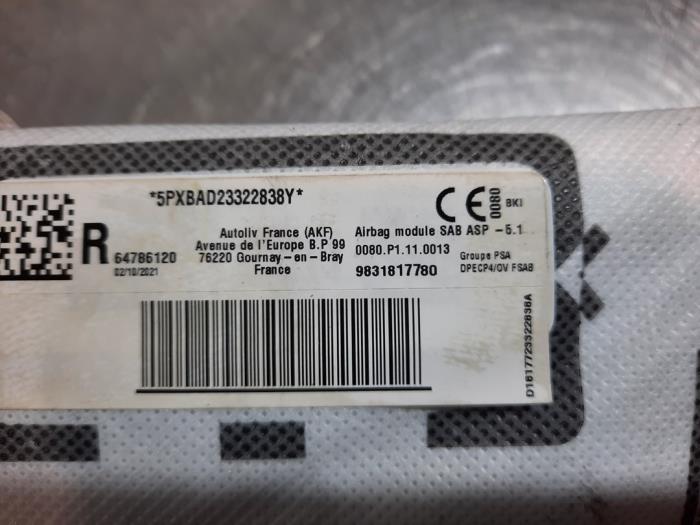 *5PXBAD23322838Y*
R
64786120
02/10/2021
Autoliv France (AKF)
Avenue de l'Europe B.P 99
76220 Gournay-en-Bray
France
CE
0080
BKI
Airbag module SAB ASP -5.1
0080.P1.11.0013
9831817780
Groupe PSA
DPECP4/OV FSAB
D16177723322838A